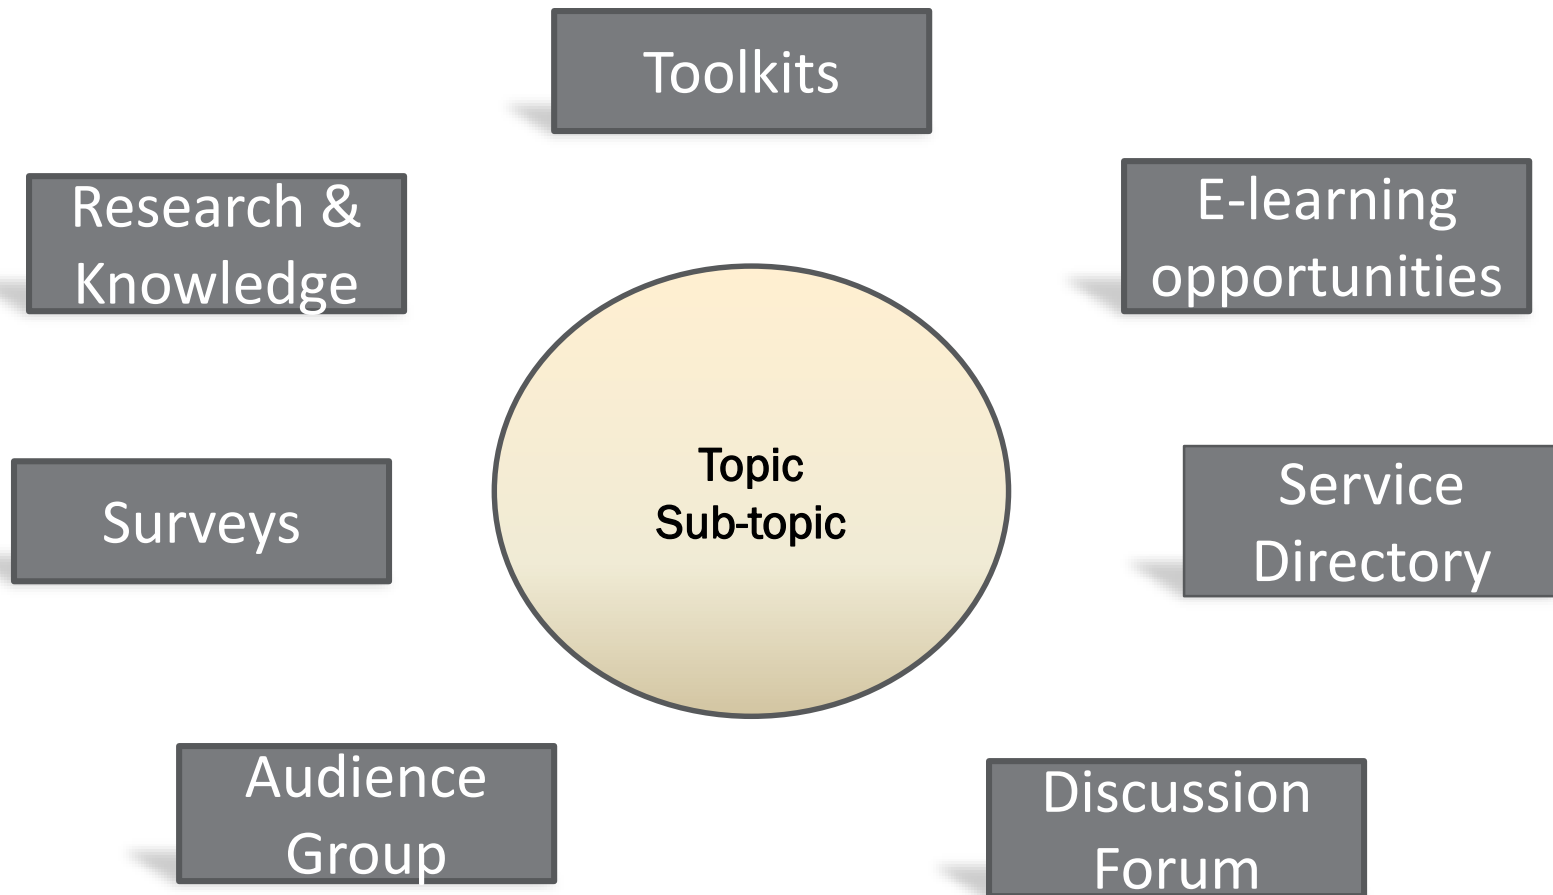 Toolkits
Research &
Knowledge
E-learning
opportunities
Topic
Sub-topic
Surveys
Service
Directory
Audience
Group
Discussion
Forum